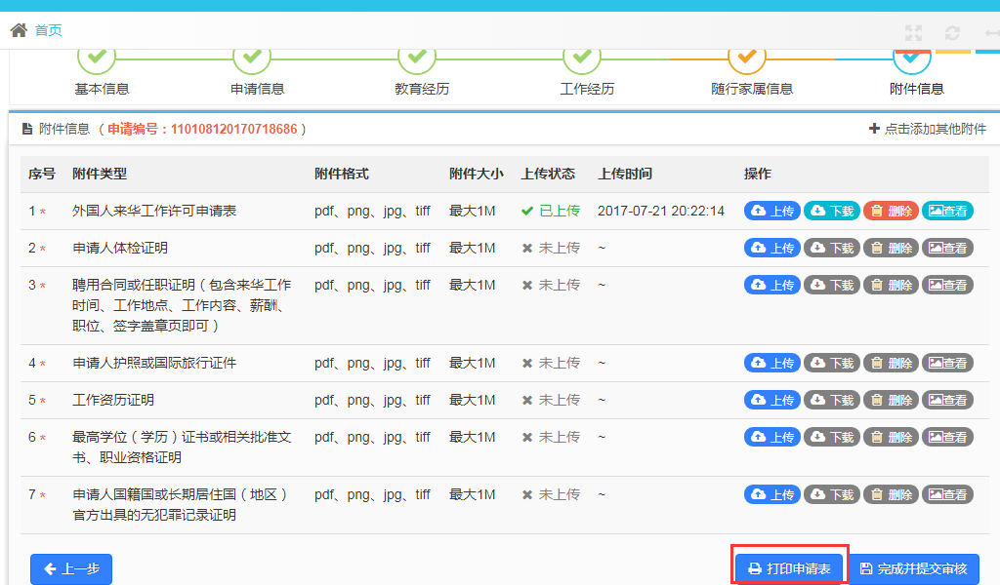 首页
基本信息 申请信息 教育经历 工作经历 随行家属信息 附件信息
附件信息 （ 申请编号：110108120170718686 ） 点击添加其他附件
序号 附件类型 附件格式 附件大小 上传状态 上传时间 操作
1 * 外国人来华工作许可申请表 pdf、png、jpg、tiff 最大1M 已上传 2017-07-21 20:22:14 上传 下载 删除 查看
2 * 申请人体检证明 pdf、png、jpg、tiff 最大1M 未上传 ~ 上传 下载 删除 查看
3 * 聘用合同或任职证明（包含来华工作 pdf、png、jpg、tiff 最大1M 未上传 ~ 上传 下载 删除 查看
时间、工作地点、工作内容、薪酬、
职位、签字盖章页即可）
4 * 申请人护照或国际旅行证件 pdf、png、jpg、tiff 最大1M 未上传 ~ 上传 下载 删除 查看
5 * 工作资历证明 pdf、png、jpg、tiff 最大1M 未上传 ~ 上传 下载 删除 查看
6 * 最高学位（学历）证书或相关批准文 pdf、png、jpg、tiff 最大1M 未上传 ~ 上传 下载 删除 查看
书、职业资格证明
7 * 申请人国籍国或长期居住国（地区） pdf、png、jpg、tiff 最大1M 未上传 ~ 上传 下载 删除 查看
官方出具的无犯罪记录证明
上一步 打印申请表 完成并提交审核